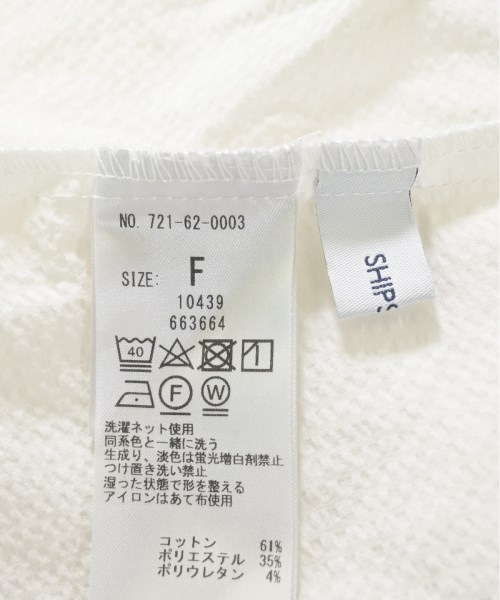 NO. 721-62-0003
SIZE: F
10439
663664
40
F W
洗濯ネット使用
同系色と一緒に洗う
生成り、淡色は蛍光増白剤禁止
つけ置き洗い禁止
湿った状態で形を整える
アイロンはあて布使用
コットン 61%
ポリエステル 35%
ポリウレタン 4%
SHIPS